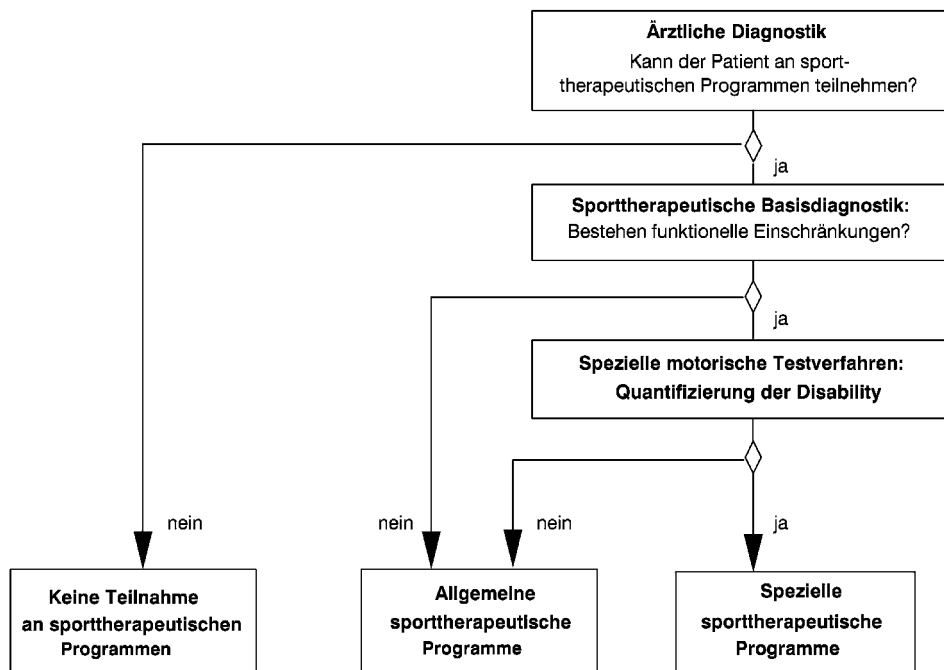 Ärztliche Diagnostik
Kann der Patient an sport-
therapeutischen Programmen teilnehmen?
ja
Sporttherapeutische Basisdiagnostik:
Bestehen funktionelle Einschränkungen?
ja
Spezielle motorische Testverfahren:
Quantifizierung der Disability
nein
nein
nein
ja
Keine Teilnahme
an sporttherapeutischen
Programmen
Allgemeine
sporttherapeutische
Programme
Spezielle
sporttherapeutische
Programme